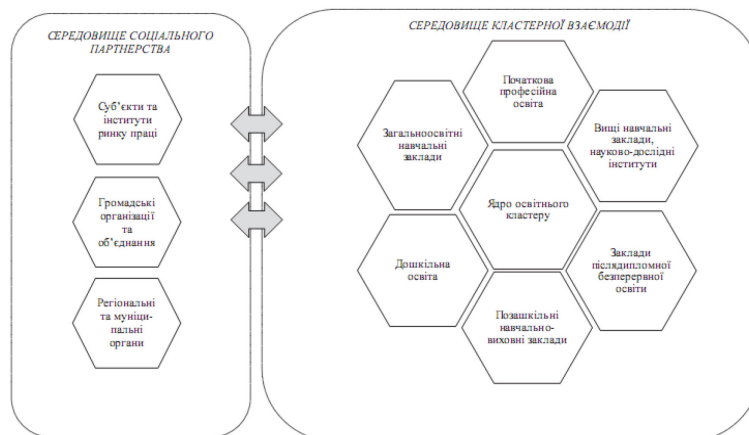 СЕРЕДОВИЩЕ СОЦІАЛЬНОГО
ПАРТНЕРСТВА
Суб’єкти та
інститути
ринку праці
Громадські
організації
та
об’єднання
Регіональні
та муніци-
пальні
органи
СЕРЕДОВИЩЕ КЛАСТЕРНОЇ ВЗАЄМОДІЇ
Початкова
професійна
освіта
Загальноосвітні
навчальні
заклади
Вищі навчальні
заклади,
науково-дослідні
інститути
Ядро освітнього
кластеру
Дошкільна
освіта
Заклади
післядипломної
безперервної
освіти
Позашкільні
навчально-
виховні заклади